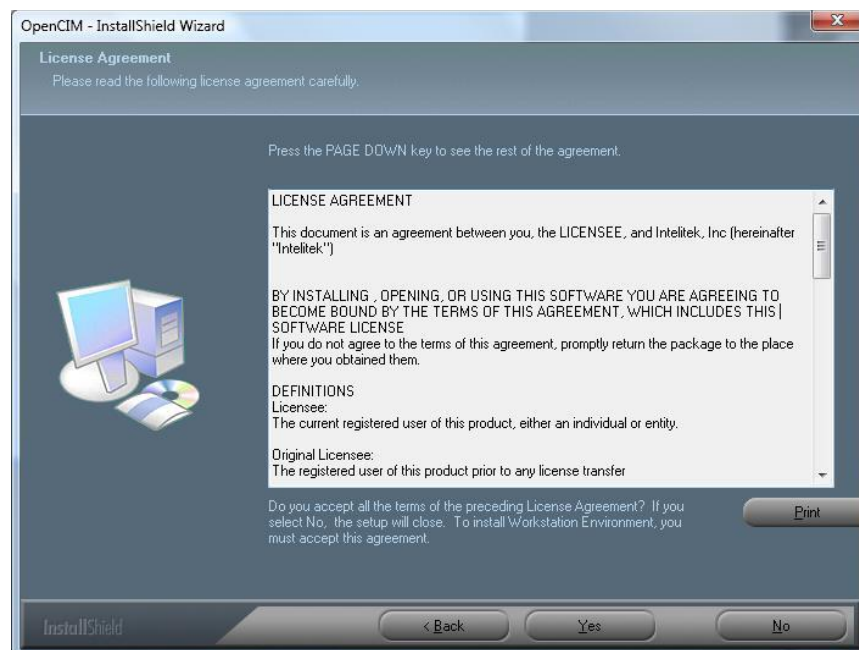 OpenCIM - InstallShield Wizard
License Agreement
Please read the following license agreement carefully.
Press the PAGE DOWN key to see the rest of the agreement.
LICENSE AGREEMENT
This document is an agreement between you, the LICENSEE, and Intelitek, Inc (hereinafter
"Intelitek")
BY INSTALLING , OPENING, OR USING THIS SOFTWARE YOU ARE AGREEING TO
BECOME BOUND BY THE TERMS OF THIS AGREEMENT, WHICH INCLUDES THIS
SOFTWARE LICENSE
If you do not agree to the terms of this agreement, promptly return the package to the place
where you obtained them.
DEFINITIONS
Licensee:
The current registered user of this product, either an individual or entity.
Original Licensee:
The registered user of this product prior to any license transfer
Do you accept all the terms of the preceding License Agreement? If you
select No, the setup will close. To install Workstation Environment, you
must accept this agreement.
Print
InstallShield
< Back
Yes
No